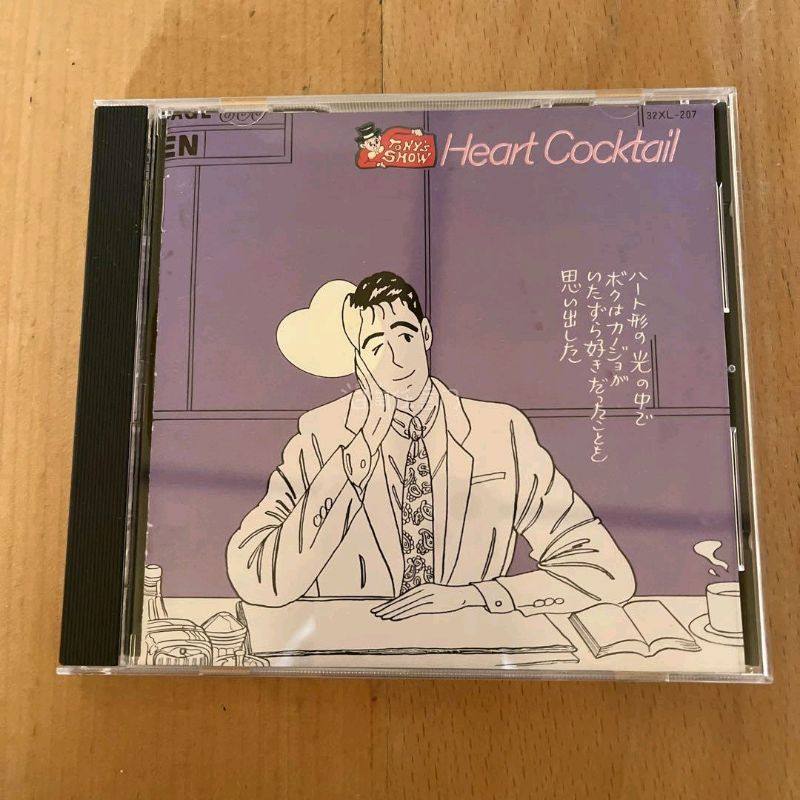 EN
32XL-207
TONY'S
SHOW
Heart Cocktail
ハート形の光の中で
ボクはカノジョが
いたずら好きだったことを
思い出した